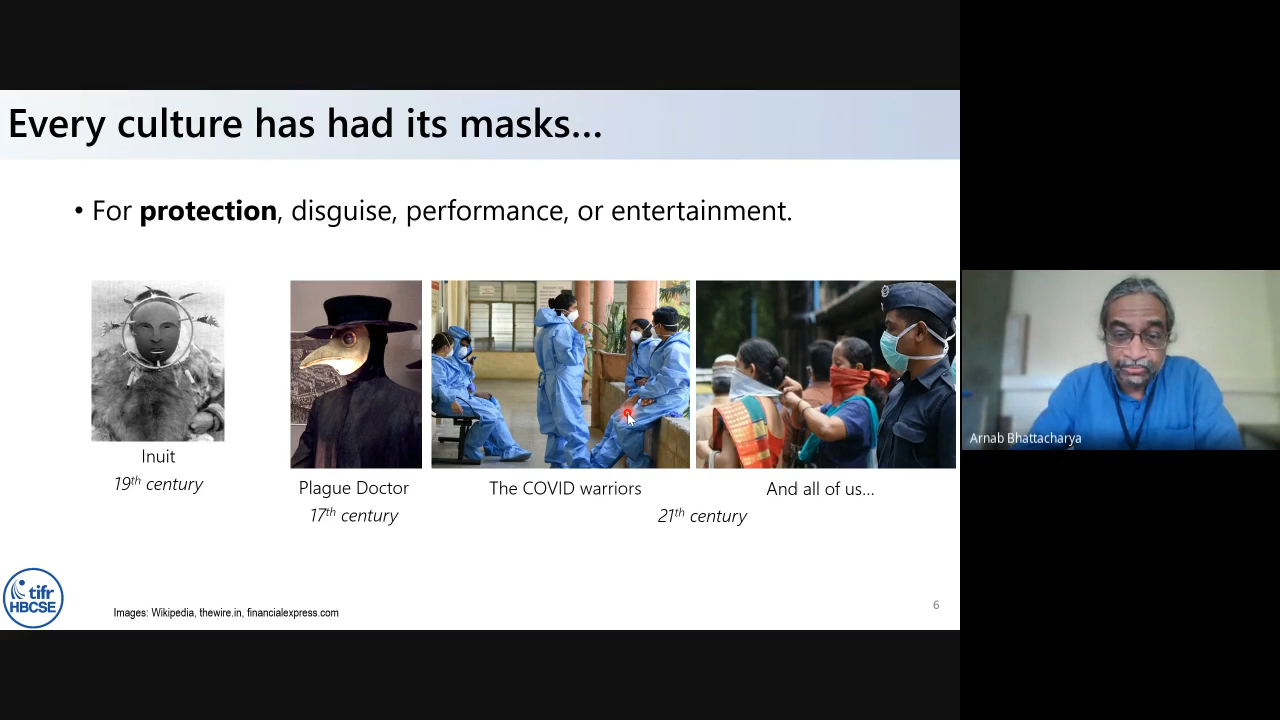 Every culture has had its masks…
• For protection, disguise, performance, or entertainment.
Inuit
19th century
Plague Doctor
17th century
The COVID warriors
And all of us…
21th century
tifr
HBCSE
Images: Wikipedia, thewire.in, financialexpress.com
6
Arnab Bhattacharya